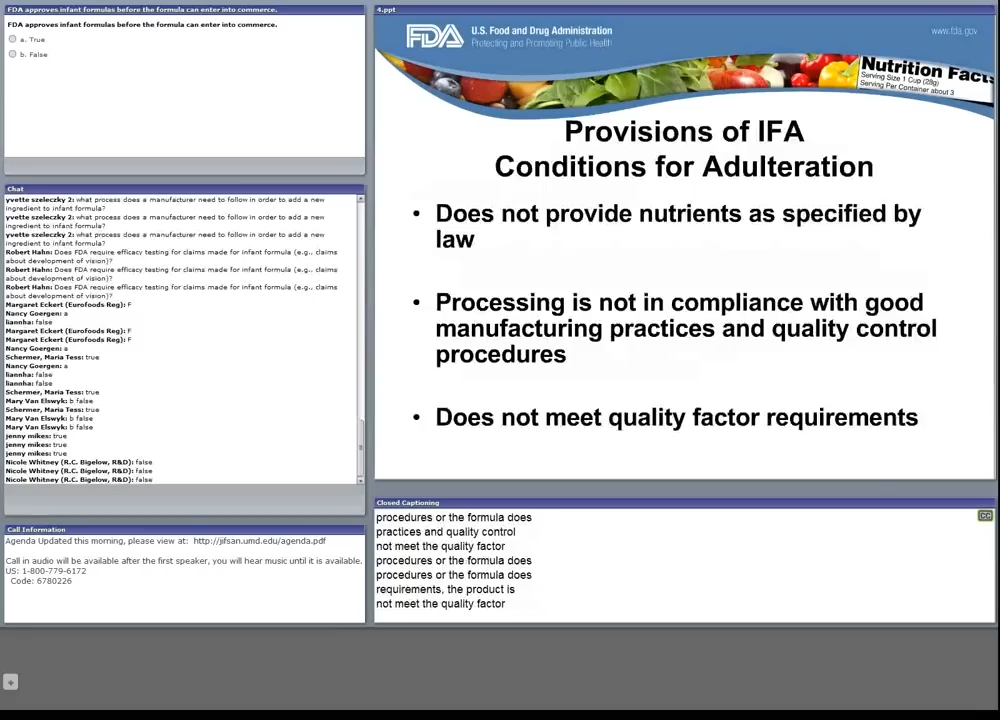 FDA approves infant formulas before the formula can enter into commerce.
FDA approves infant formulas before the formula can enter into commerce.
a. True
b. False
Chat
yvette szeleczky 2: what process does a manufacturer need to follow in order to add a new
ingredient to infant formula?
yvette szeleczky 2: what process does a manufacturer need to follow in order to add a new
ingredient to infant formula?
yvette szeleczky 2: what process does a manufacturer need to follow in order to add a new
ingredient to infant formula?
Robert Hahn: Does FDA require efficacy testing for claims made for infant formula (e.g., claims
about development of vision)?
Robert Hahn: Does FDA require efficacy testing for claims made for infant formula (e.g., claims
about development of vision)?
Robert Hahn: Does FDA require efficacy testing for claims made for infant formula (e.g., claims
about development of vision)?
Margaret Eckert (Eurofoods Reg): F
Nancy Goergen: a
liannha: false
Margaret Eckert (Eurofoods Reg): F
Margaret Eckert (Eurofoods Reg): F
Nancy Goergen: a
Schermer, Maria Tess: true
Nancy Goergen: a
liannha: false
liannha: false
Schermer, Maria Tess: true
Mary Van Elswyk: b false
Schermer, Maria Tess: true
Mary Van Elswyk: b false
Mary Van Elswyk: b false
jenny mikes: true
jenny mikes: true
jenny mikes: true
Nicole Whitney (R.C. Bigelow, R&D): false
Nicole Whitney (R.C. Bigelow, R&D): false
Nicole Whitney (R.C. Bigelow, R&D): false
Call Information
Agenda Updated this morning, please view at: http://jifsan.umd.edu/agenda.pdf
Call in audio will be available after the first speaker, you will hear music until it is available.
US: 1-800-779-6172
Code: 6780226
4.ppt
FDA U.S. Food and Drug Administration
Protecting and Promoting Public Health
www.fda.gov
Nutrition Facts
Serving Size 1 Cup (28g)
Serving Per Container about 3
Provisions of IFA
Conditions for Adulteration
• Does not provide nutrients as specified by
law
• Processing is not in compliance with good
manufacturing practices and quality control
procedures
• Does not meet quality factor requirements
Closed Captioning
CC
procedures or the formula does
practices and quality control
not meet the quality factor
procedures or the formula does
procedures or the formula does
requirements, the product is
not meet the quality factor